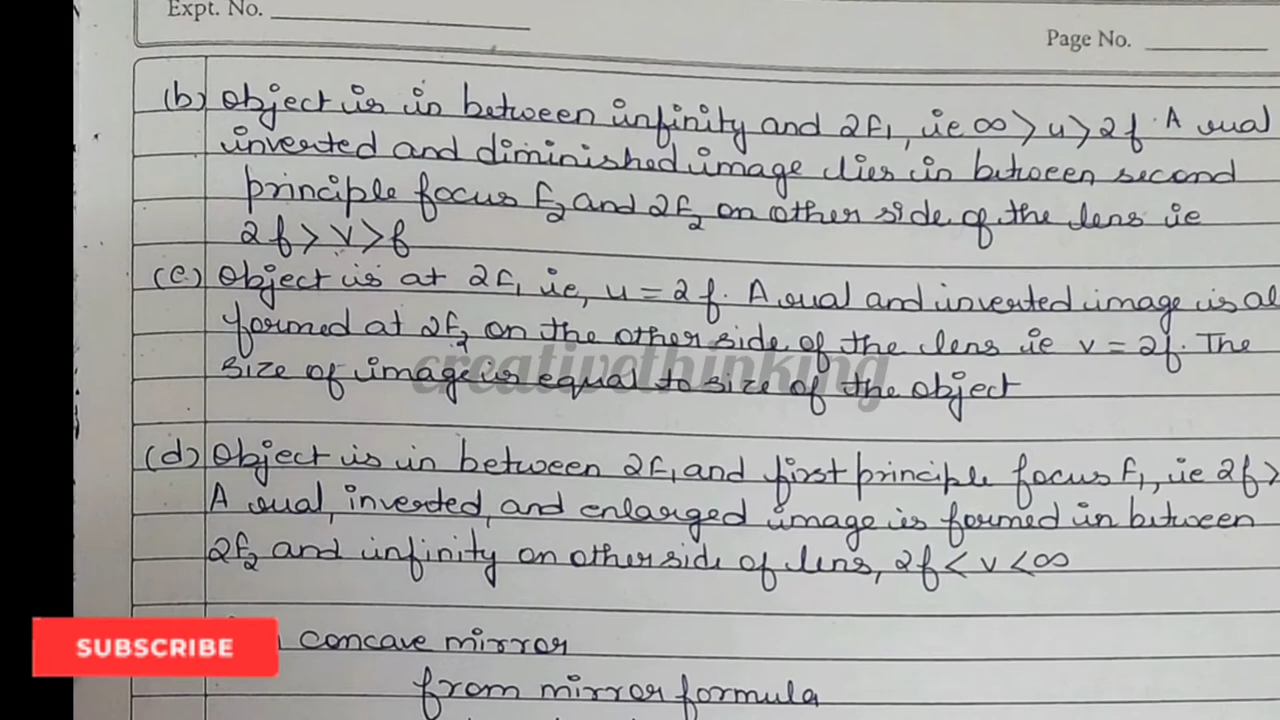 Expt. No.
Page No.
(b) Object is in between infinity and 2F1, ie ∞ > u > 2f. A real
inverted and diminished image lies in between second
principle focus F2 and 2F2 on other side of the lens ie
2f > v > f
(c) Object is at 2F1 ie, u = 2f. A real and inverted image is al
formed at 2F2 on the other side of the lens ie v = 2f. The
size of image is equal to size of the object
creativethinking
(d) Object is in between 2F1 and first principle focus F1, ie 2f >
A real, inverted, and enlarged image is formed in between
2F2 and infinity on other side of lens, 2f < v < ∞
SUBSCRIBE
concave mirror
from mirror formula